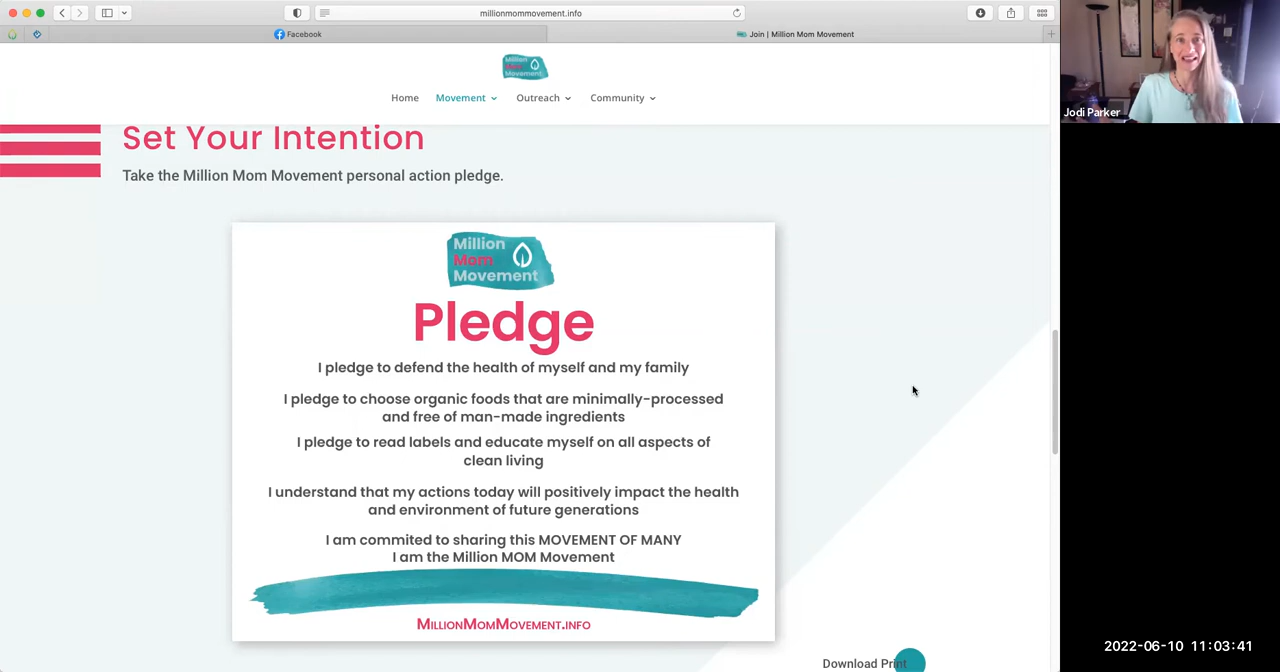 millionmommovement.info
Facebook
Join | Million Mom Movement
Million
Mom
Movement
Home Movement Outreach Community
Set Your Intention
Take the Million Mom Movement personal action pledge.
Million
Mom
Movement
Pledge
I pledge to defend the health of myself and my family
I pledge to choose organic foods that are minimally-processed
and free of man-made ingredients
I pledge to read labels and educate myself on all aspects of
clean living
I understand that my actions today will positively impact the health
and environment of future generations
I am commited to sharing this MOVEMENT OF MANY
I am the Million MOM Movement
MillionMomMovement.info
Download Print
Jodi Parker
2022-06-10 11:03:41